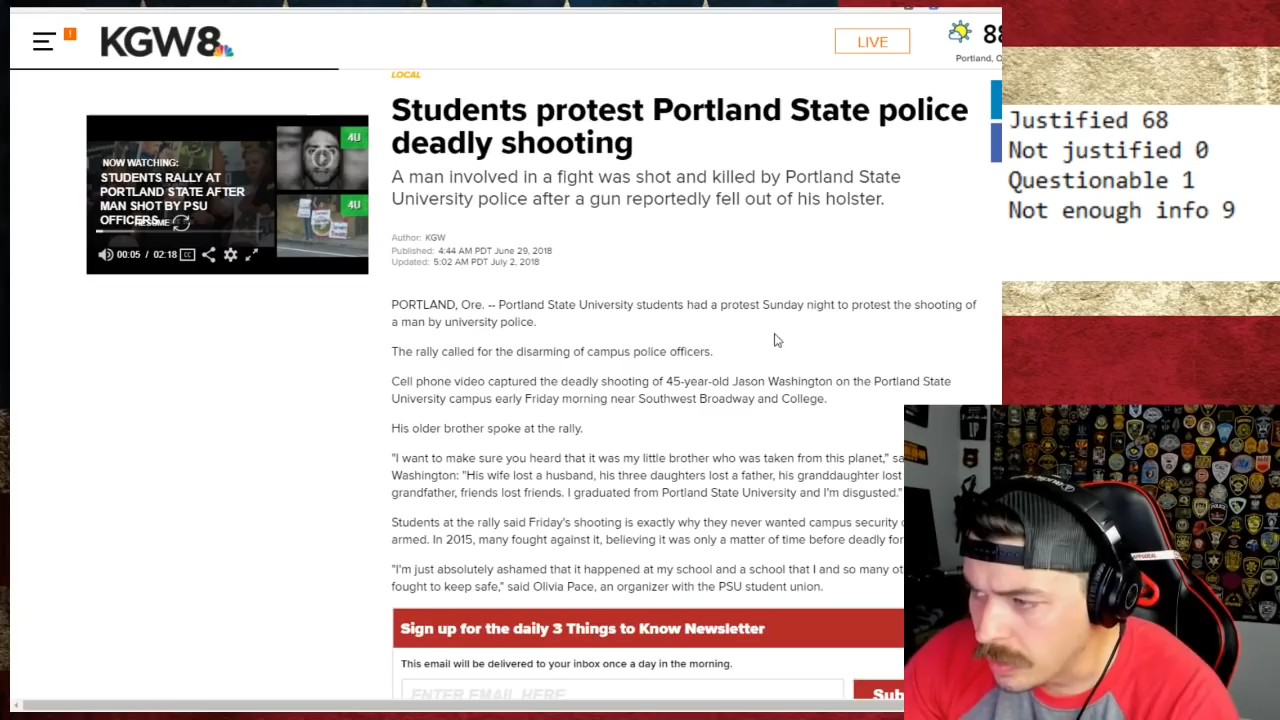 !
KGW8
LIVE
88
Portland, O
LOCAL
Students protest Portland State police
deadly shooting
A man involved in a fight was shot and killed by Portland State
University police after a gun reportedly fell out of his holster.
Author: KGW
Published: 4:44 AM PDT June 29, 2018
Updated: 5:02 AM PDT July 2, 2018
NOW WATCHING:
STUDENTS RALLY AT
PORTLAND STATE AFTER
MAN SHOT BY PSU
OFFICERS
RESUME
4U
4U
00:05 / 02:18 CC
PORTLAND, Ore. -- Portland State University students had a protest Sunday night to protest the shooting of
a man by university police.
The rally called for the disarming of campus police officers.
Cell phone video captured the deadly shooting of 45-year-old Jason Washington on the Portland State
University campus early Friday morning near Southwest Broadway and College.
His older brother spoke at the rally.
"I want to make sure you heard that it was my little brother who was taken from this planet," sa
Washington: "His wife lost a husband, his three daughters lost a father, his granddaughter lost
grandfather, friends lost friends. I graduated from Portland State University and I'm disgusted."
Students at the rally said Friday's shooting is exactly why they never wanted campus security
armed. In 2015, many fought against it, believing it was only a matter of time before deadly for
"I'm just absolutely ashamed that it happened at my school and a school that I and so many ot
fought to keep safe," said Olivia Pace, an organizer with the PSU student union.
Sign up for the daily 3 Things to Know Newsletter
This email will be delivered to your inbox once a day in the morning.
ENTER EMAIL HERE
Sub
Justified 68
Not justified 0
Questionable 1
Not enough info 9